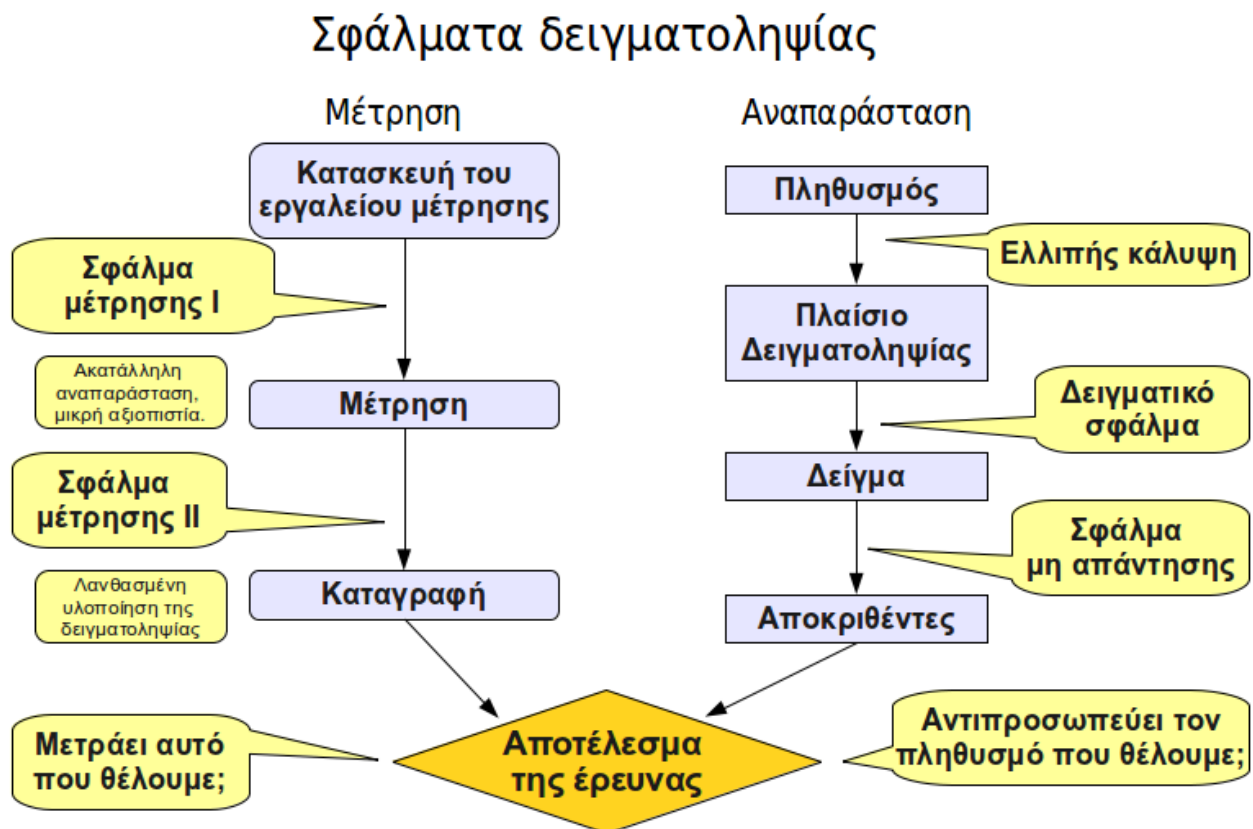 Σφάλματα δειγματοληψίας
Μέτρηση
Κατασκευή του
εργαλείου μέτρησης
Σφάλμα
μέτρησης Ι
Ακατάλληλη
αναπαράσταση,
μικρή αξιοπιστία.
Μέτρηση
Σφάλμα
μέτρησης ΙΙ
Λανθασμένη
υλοποίηση της
δειγματοληψίας
Καταγραφή
Μετράει αυτό
που θέλουμε;
Αναπαράσταση
Πληθυσμός
Ελλιπής κάλυψη
Πλαίσιο
Δειγματοληψίας
Δειγματικό
σφάλμα
Δείγμα
Σφάλμα
μη απάντησης
Αποκριθέντες
Αντιπροσωπεύει τον
πληθυσμό που θέλουμε;
Αποτέλεσμα
της έρευνας